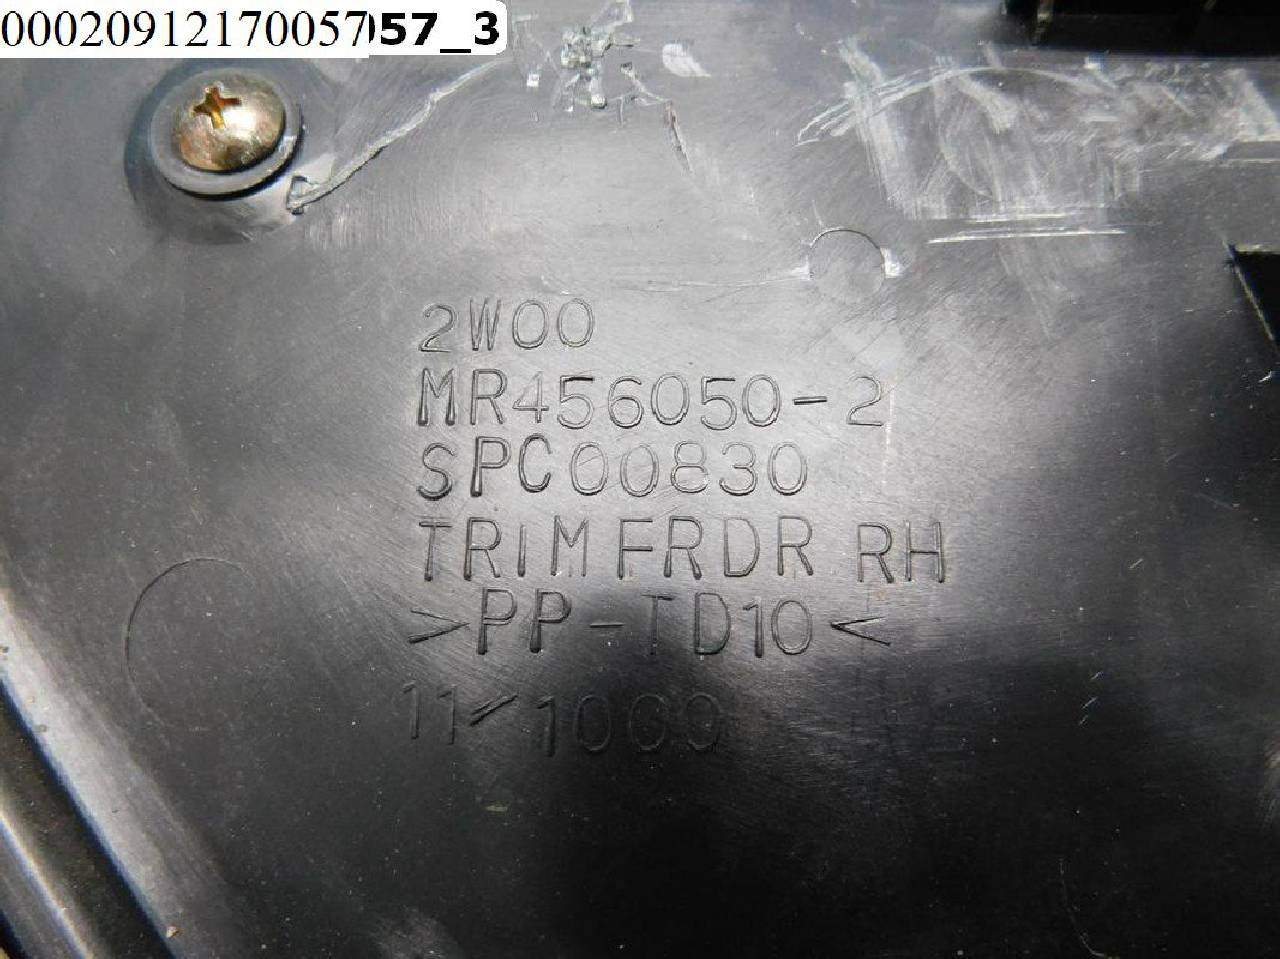 00020912170057057_3
2W00
MR456050-2
SPC00830
TRIM FRDR RH
>PP-TD10<
11/1000